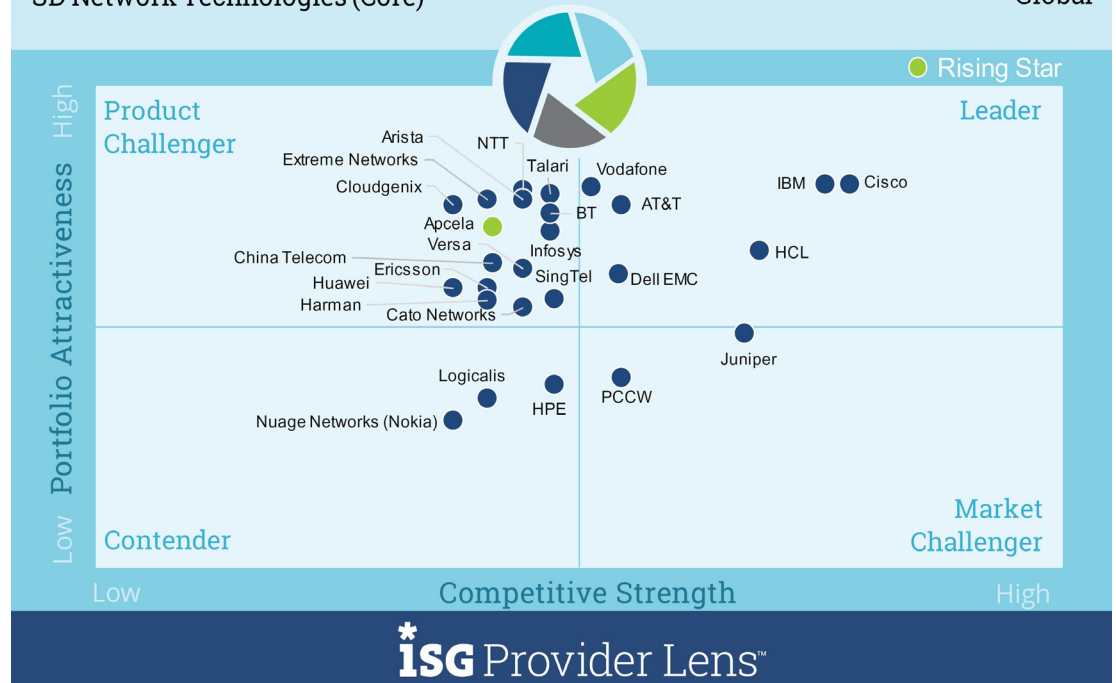 SD Network Technologies (Core)
Global
Rising Star
High
Product
Challenger
Leader
Arista
NTT
Extreme Networks
Talari
Vodafone
Cloudgenix
IBM
Cisco
AT&T
BT
Apcela
Versa
Infosys
HCL
China Telecom
Ericsson
SingTel
Dell EMC
Huawei
Harman
Cato Networks
Juniper
Logicalis
PCCW
HPE
Nuage Networks (Nokia)
Portfolio Attractiveness
Market
Challenger
Contender
Low
Low
Competitive Strength
High
*ISG Provider Lens™